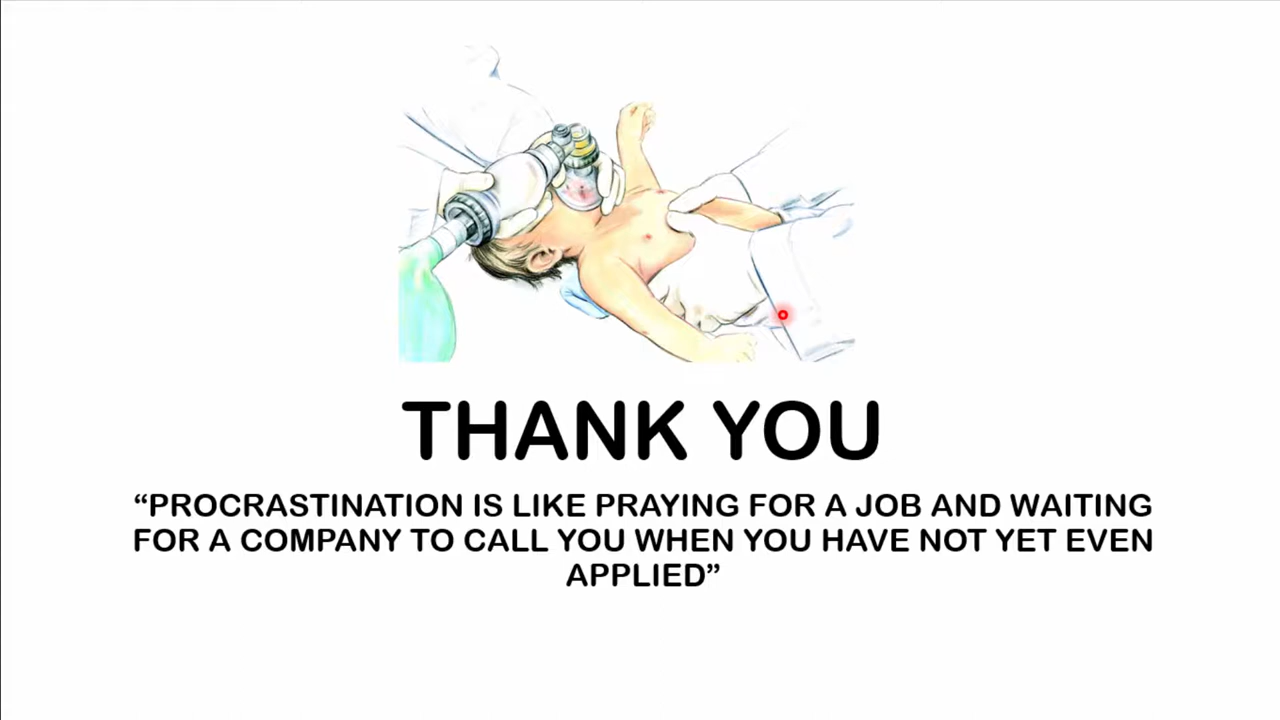 THANK YOU
“PROCRASTINATION IS LIKE PRAYING FOR A JOB AND WAITING
FOR A COMPANY TO CALL YOU WHEN YOU HAVE NOT YET EVEN
APPLIED”